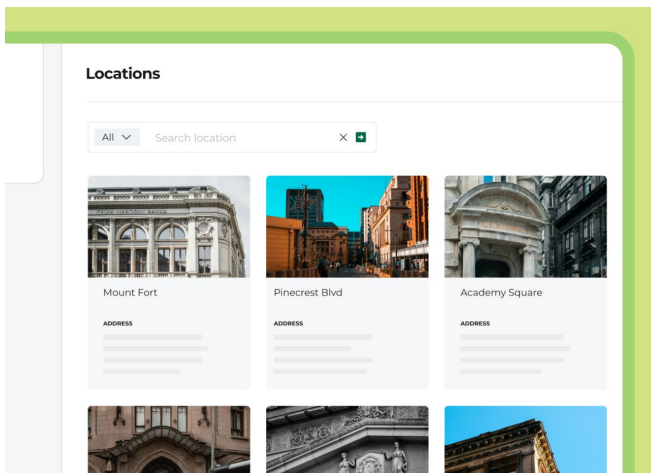 Locations
All
Search location
Mount Fort
Pinecrest Blvd
Academy Square
ADDRESS
ADDRESS
ADDRESS